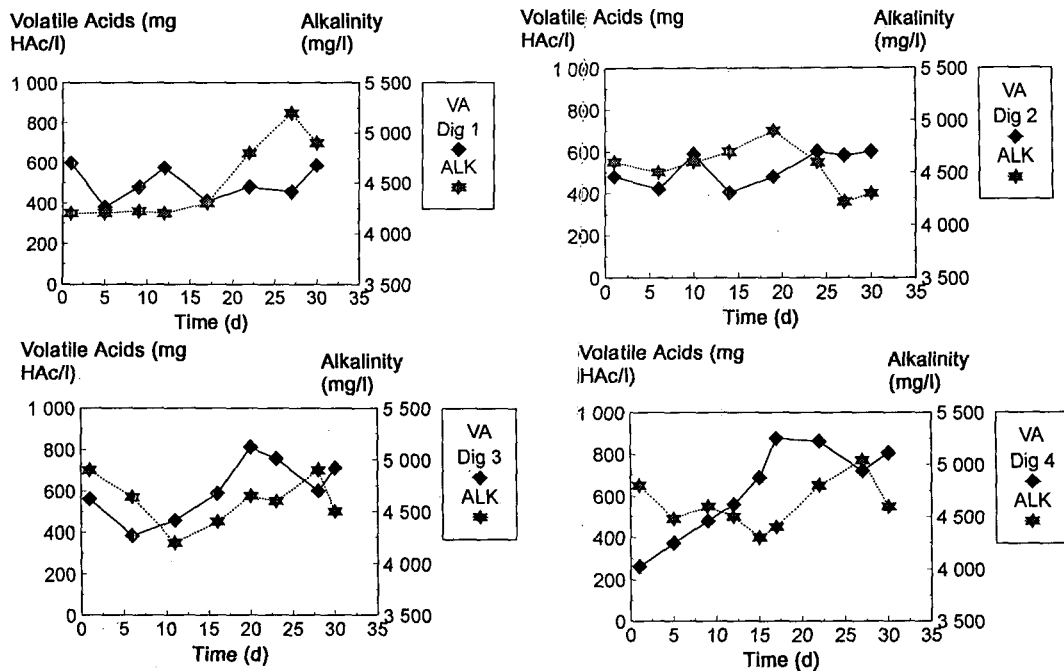 Volatile Acids (mg
HAc/l)
Alkinity
(mg/l)
1 000
800
600
400
200
0
5 500
5 000
4 500
4 000
3 500
0 5 10 15 20 25 30 35
Time (d)
VA
Dig 1
ALK
Volatile Acids (mg
HAc/l)
Alkalinity
(mg/l)
1 000
800
600
400
200
0
5 500
5 000
4 500
4 000
3 500
0 5 10 15 20 25 30 35
Time (d)
VA
Dig 2
ALK
Volatile Acids (mg
HAc/l)
Alkalinity
(mg/l)
1 000
800
600
400
200
0
5 500
5 000
4 500
4 000
3 500
0 5 10 15 20 25 30 35
Time (d)
VA
Dig 3
ALK
Volatile Acids (mg
HAc/l)
Alkalinity
(mg/l)
1 000
800
600
400
200
0
5 500
5 000
4 500
4 000
3 500
0 5 10 15 20 25 30 35
Time (d)
VA
Dig 4
ALK